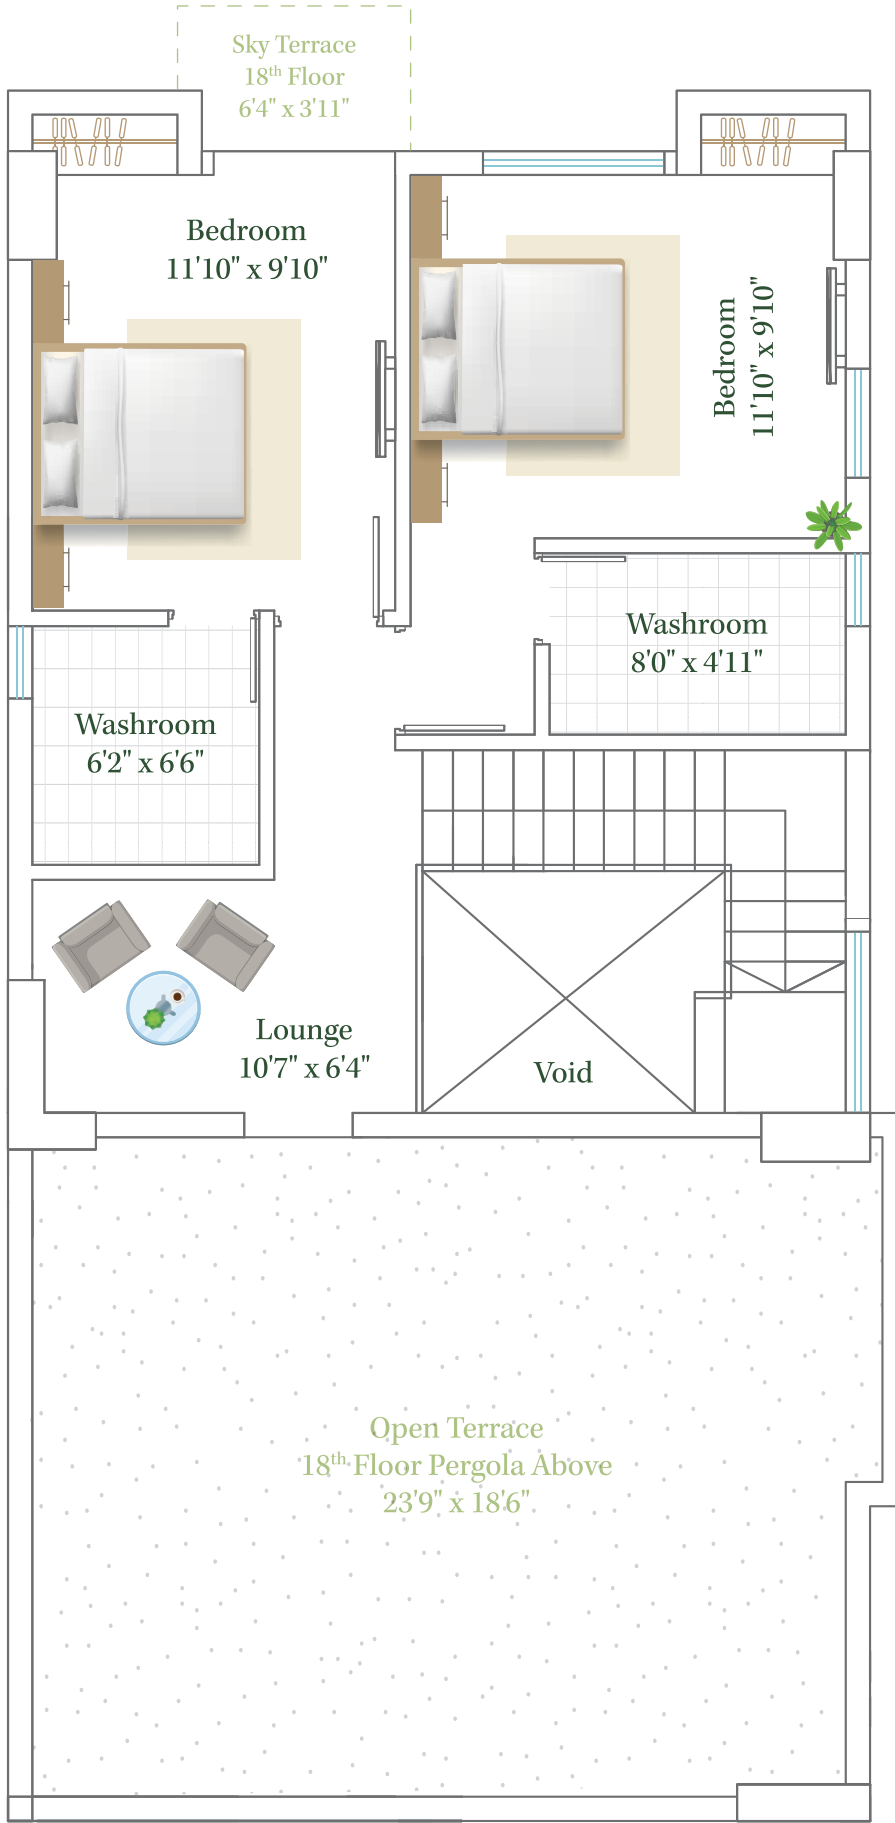 Sky Terrace
18th Floor
6'4" x 3'11"
Bedroom
11'10" x 9'10"
Bedroom
11'10" x 9'10"
Washroom
8'0" x 4'11"
Washroom
6'2" x 6'6"
Lounge
10'7" x 6'4"
Void
Open Terrace
18th Floor Pergola Above
23'9" x 18'6"